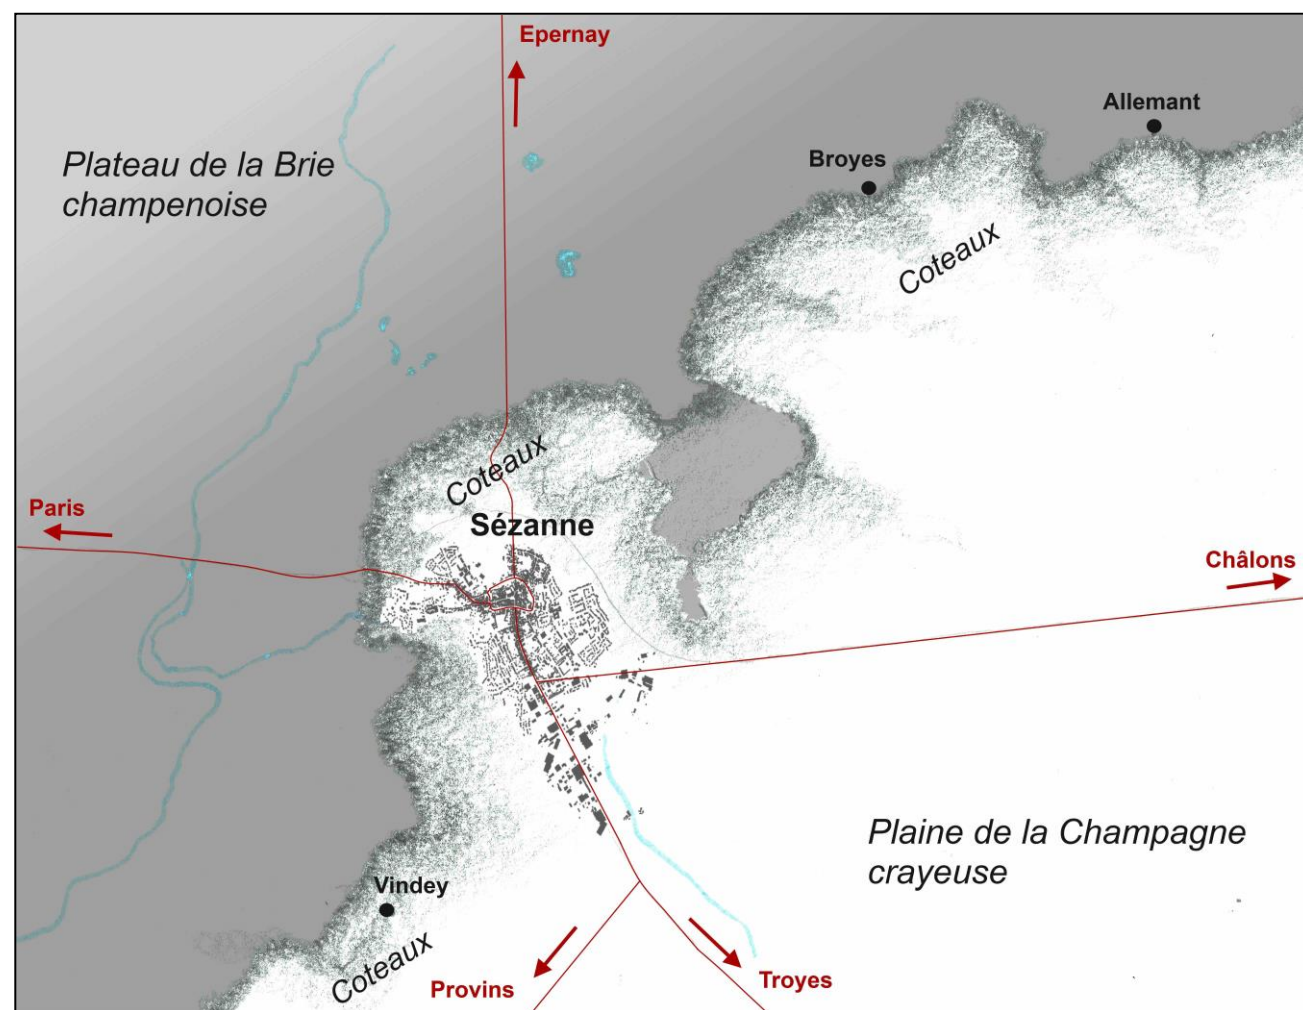 Epernay
Allemant
Plateau de la Brie
champenoise
Broyes
Coteaux
Coteaux
Paris
Sézanne
Châlons
Plaine de la Champagne
crayeuse
Vindey
Coteaux
Provins
Troyes